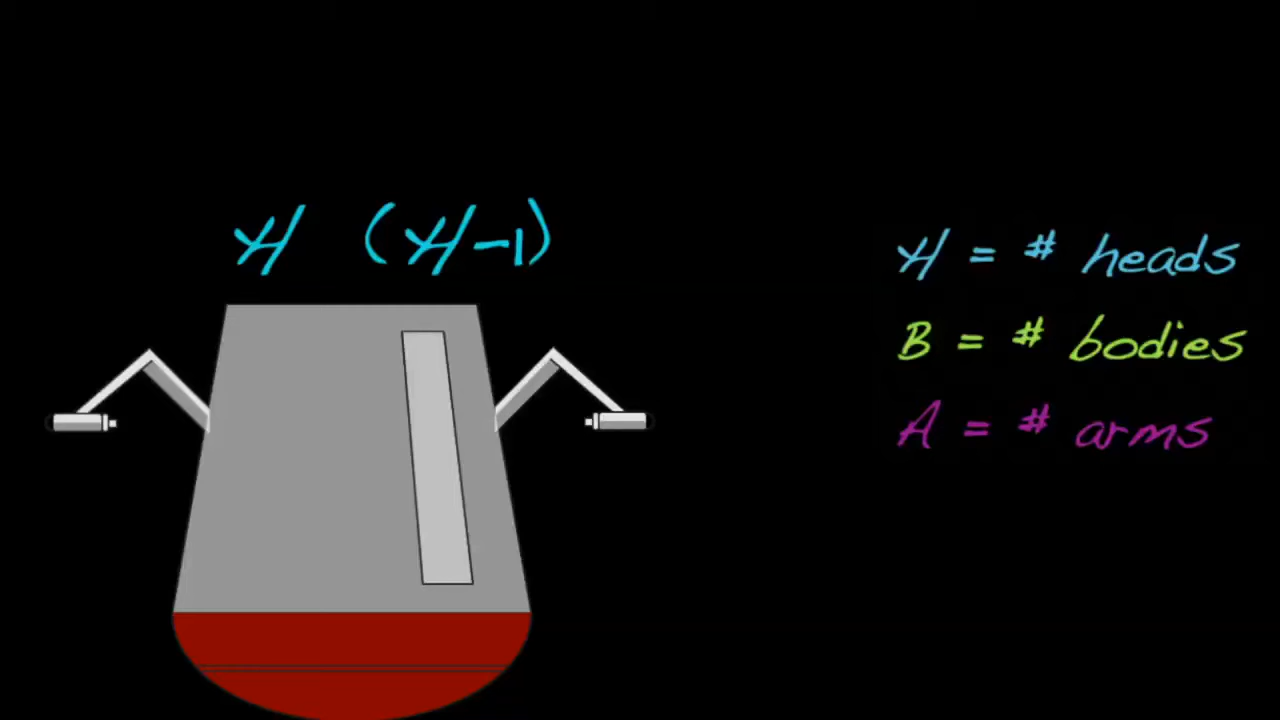 H (H-1)
H = # heads
B = # bodies
A = # arms